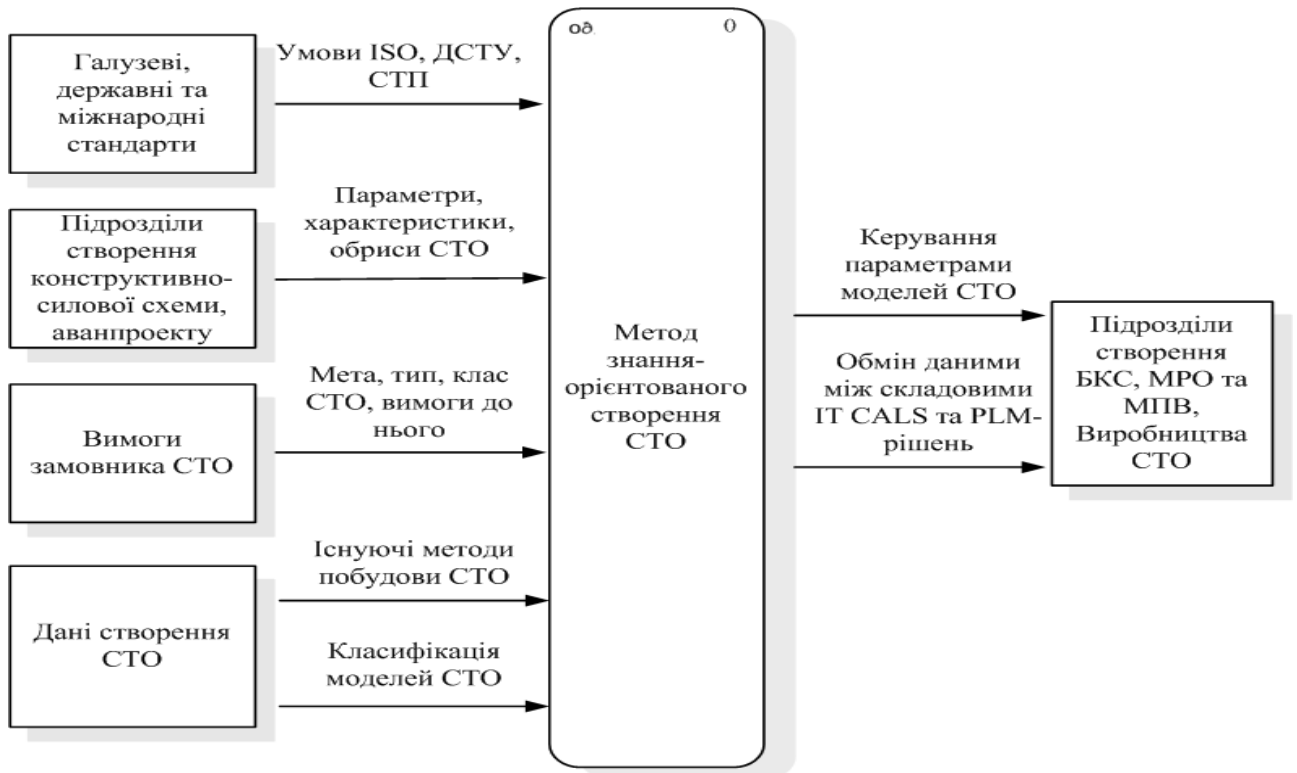 Галузеві,
державні та
міжнародні
стандарти
Умови ISO, ДСТУ,
СТП
Підрозділи
створення
конструктивно-
силової схеми,
аванпроекту
Параметри,
характеристики,
обриси СТО
Вимоги
замовника СТО
Мета, тип, клас
СТО, вимоги до
нього
Дані створення
СТО
Існуючі методи
побудови СТО
Класифікація
моделей СТО
од. 0
Метод
знання-
орієнтованого
створення
СТО
Керування
параметрами
моделей СТО
Обмін даними
між складовими
IT CALS та PLM-
рішень
Підрозділи
створення
БКС, МРО та
МПВ,
Виробництва
СТО